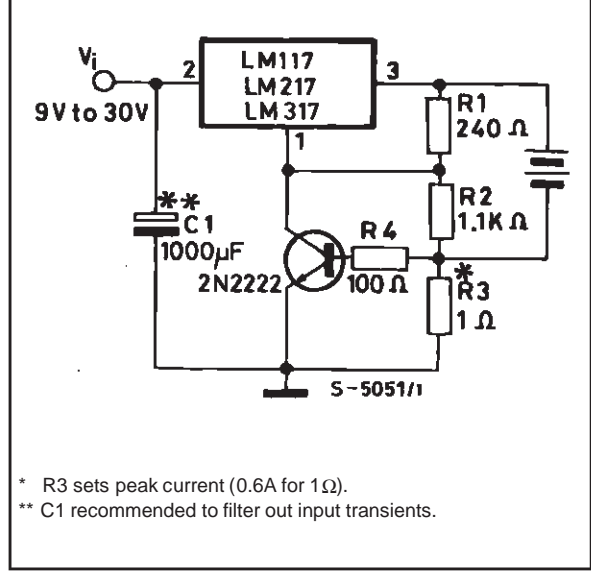 Vi
9V to 30V
2
LM117
LM217
LM317
3
1
R1
240 Ω
R2
1.1K Ω
**
C1
1000µF
2N2222
R4
100 Ω
*
R3
1 Ω
S-5051/1
* R3 sets peak current (0.6A for 1Ω).
** C1 recommended to filter out input transients.